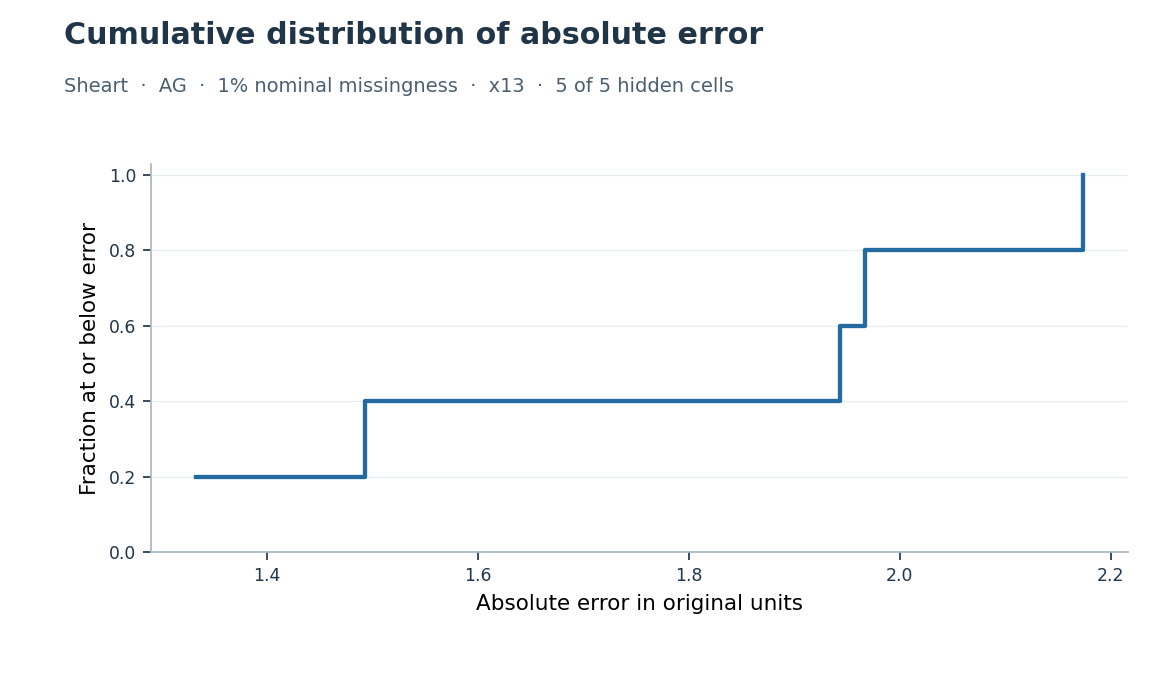 Cumulative distribution of absolute error
Sheart · AG · 1% nominal missingness · x13 · 5 of 5 hidden cells
Fraction at or below error
1.0
0.8
0.6
0.4
0.2
0.0
1.4 1.6 1.8 2.0 2.2
Absolute error in original units